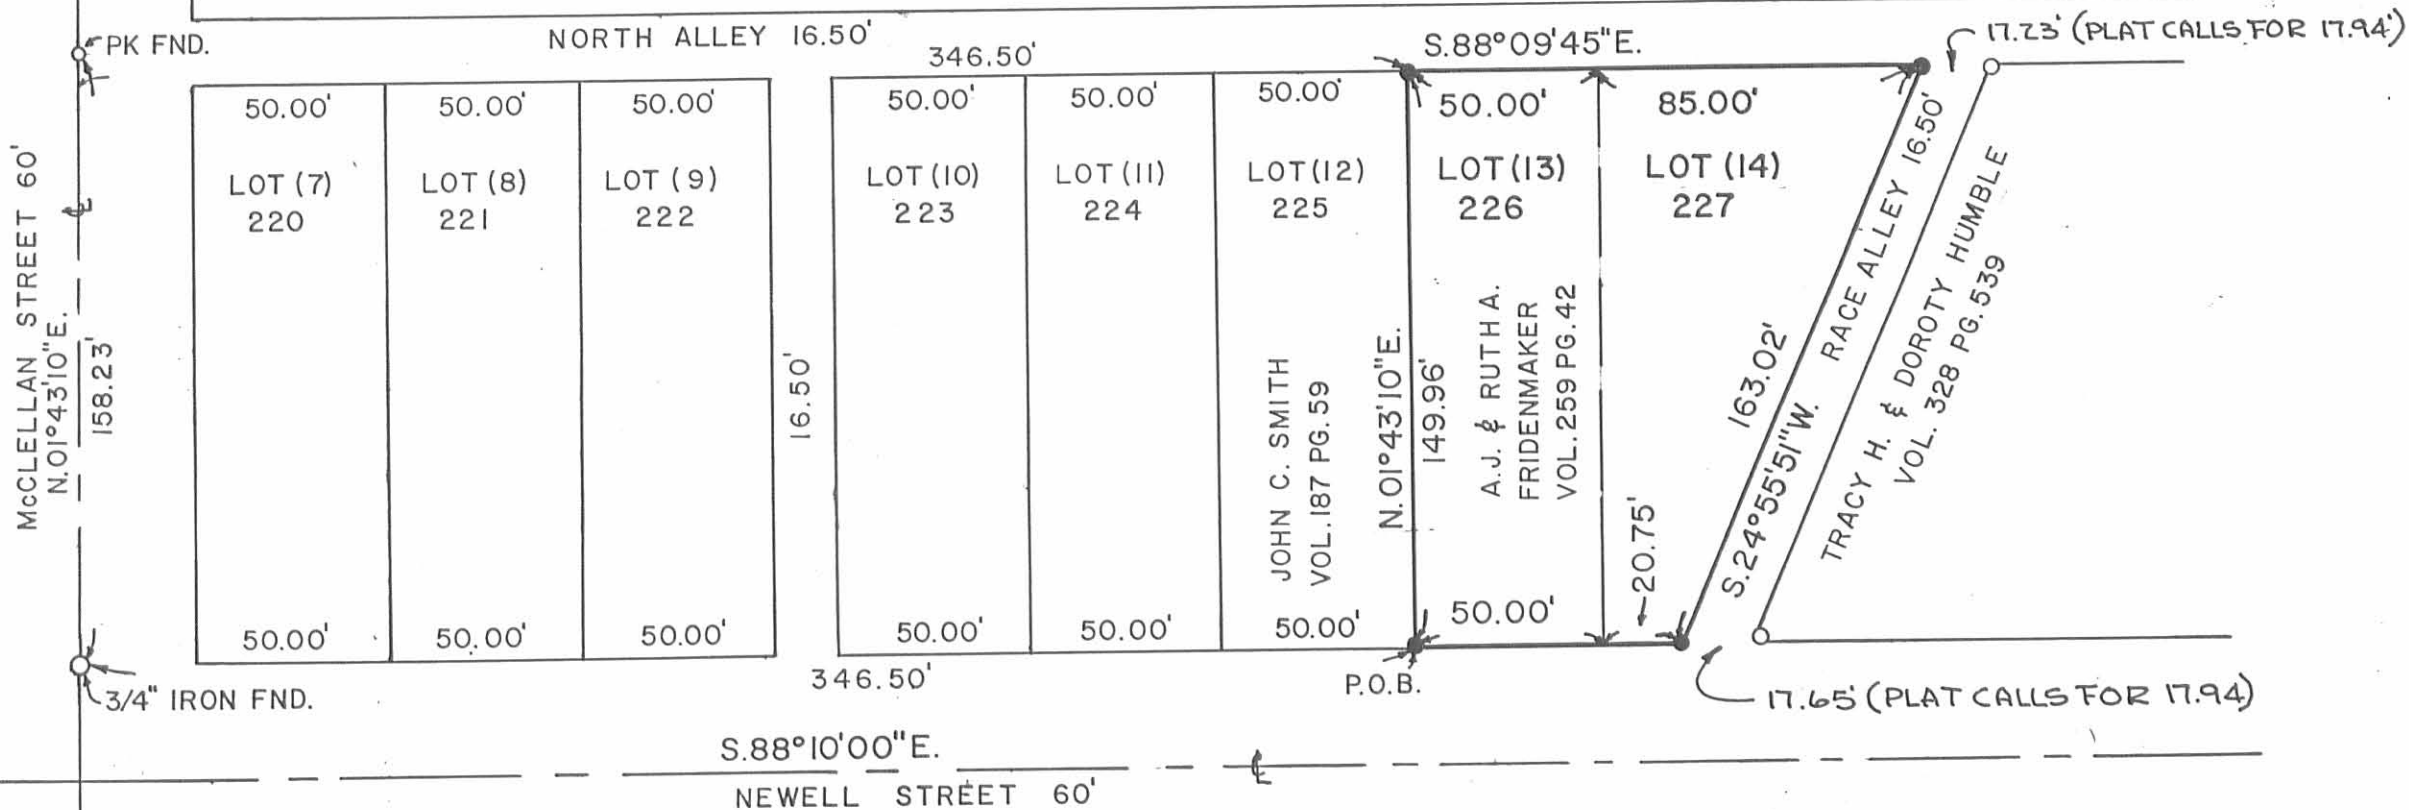 PK FND.
NORTH ALLEY 16.50'
346.50'
S.88°09'45"E.
17.23' (PLAT CALLS FOR 17.94')
50.00'
50.00'
50.00'
50.00'
50.00'
50.00'
50.00'
85.00'
LOT (7)
220
LOT (8)
221
LOT (9)
222
LOT (10)
223
LOT (11)
224
LOT (12)
225
LOT (13)
226
LOT (14)
227
McCLELLAN STREET 60'
N.01°43'10"E.
158.23'
16.50'
JOHN C. SMITH
VOL.187 PG.59
N.01°43'10"E.
149.96'
A.J. & RUTH A.
FRIDENMAKER
VOL.259 PG.42
20.75'
163.02'
S.24°55'51"W. RACE ALLEY 16.50'
TRACY H. & DOROTY HUMBLE
VOL. 328 PG.539
50.00'
50.00'
50.00'
50.00'
50.00'
50.00'
50.00'
3/4" IRON FND.
346.50'
P.O.B.
17.65' (PLAT CALLS FOR 17.94)
S.88°10'00"E.
NEWELL STREET 60'